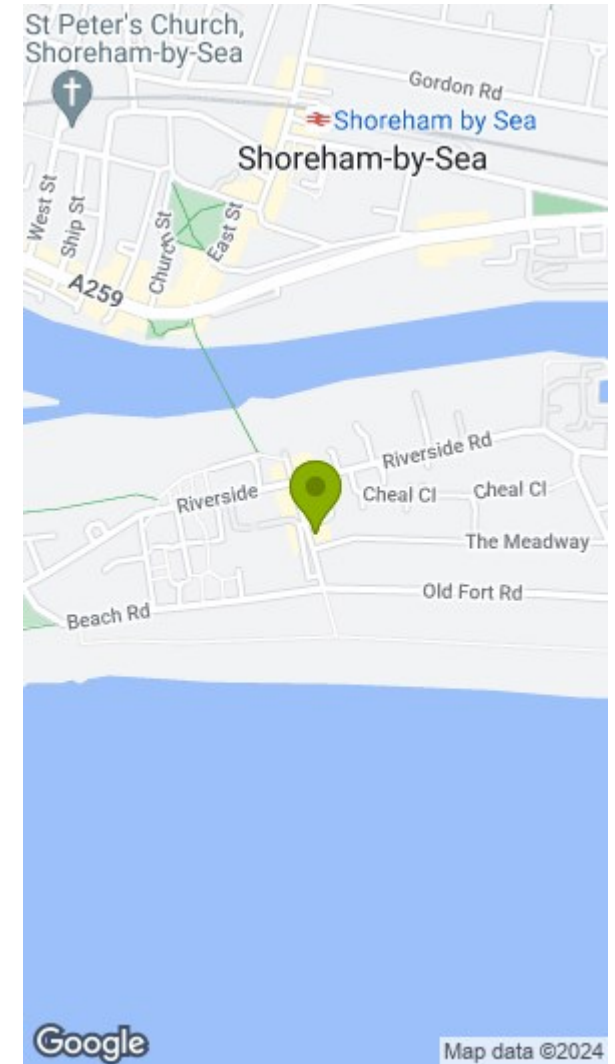 St Peter's Church,
Shoreham-by-Sea
Gordon Rd
Shoreham by Sea
Shoreham-by-Sea
West St
Ship St
Church St
East St
A259
Riverside Rd
Riverside
Cheal Cl
Cheal Cl
The Meadway
Old Fort Rd
Beach Rd
Google
Map data ©2024